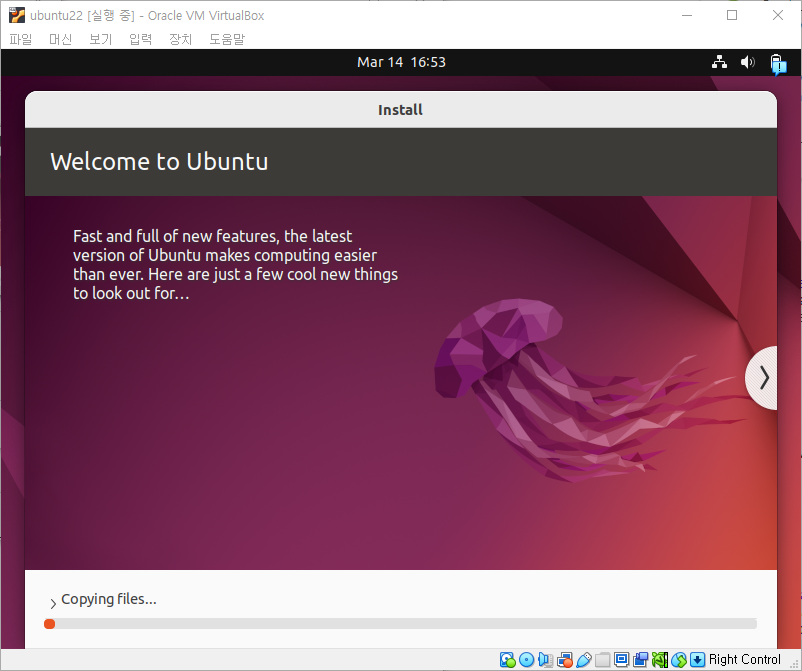 ubuntu22 [실행 중] - Oracle VM VirtualBox
파일 머신 보기 입력 장치 도움말
Mar 14 16:53
Install
Welcome to Ubuntu
Fast and full of new features, the latest
version of Ubuntu makes computing easier
than ever. Here are just a few cool new things
to look out for…
Copying files...
Right Control